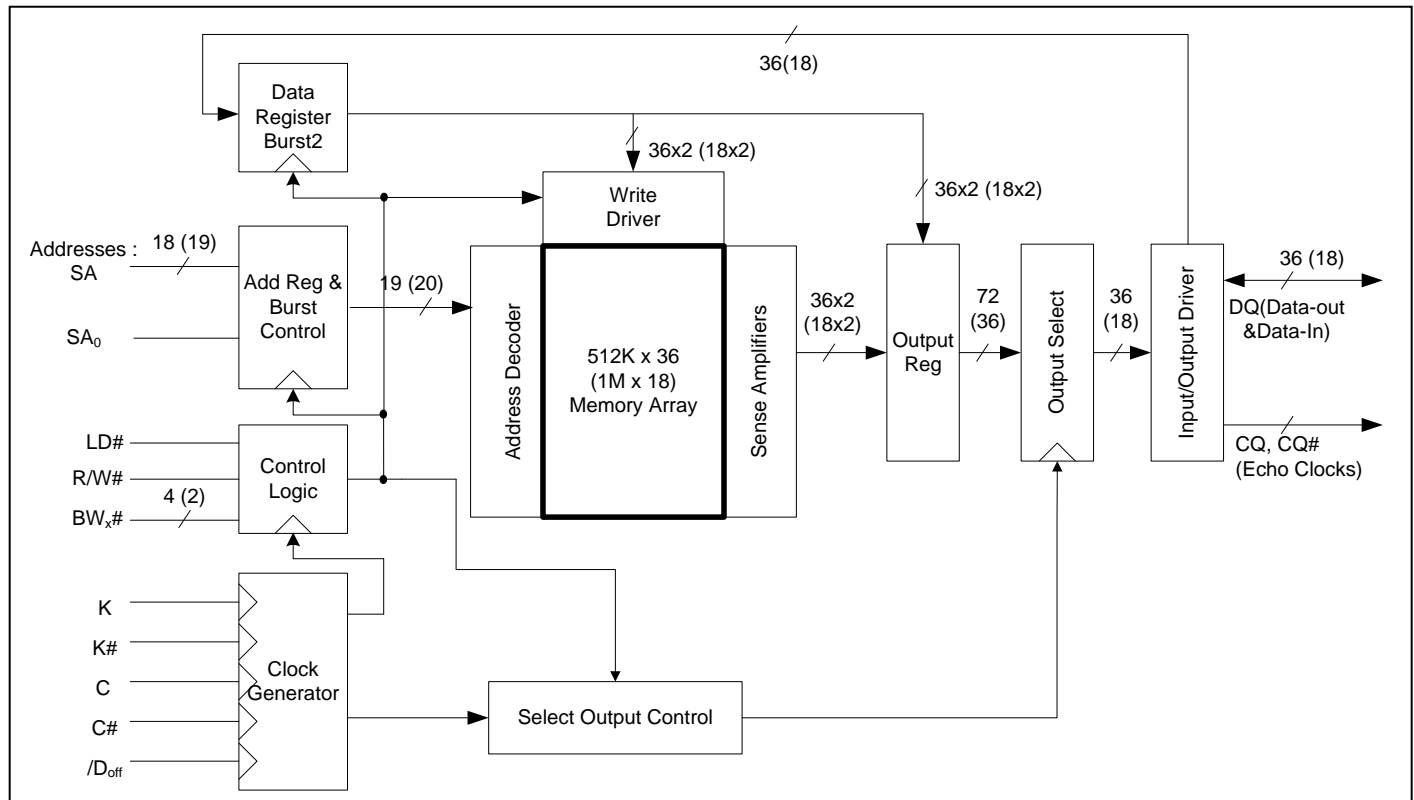 36(18)
Data
Register
Burst2
36x2 (18x2)
36x2 (18x2)
Write
Driver
Addresses :
SA
18 (19)
SA₀
Add Reg &
Burst
Control
19 (20)
Address Decoder
512K x 36
(1M x 18)
Memory Array
Sense Amplifiers
36x2
(18x2)
Output
Reg
72
(36)
Output Select
36
(18)
Input/Output Driver
36 (18)
DQ(Data-out
&Data-In)
CQ, CQ#
(Echo Clocks)
LD#
R/W#
BWₓ#
4 (2)
Control
Logic
K
K#
C
C#
/Doff
Clock
Generator
Select Output Control